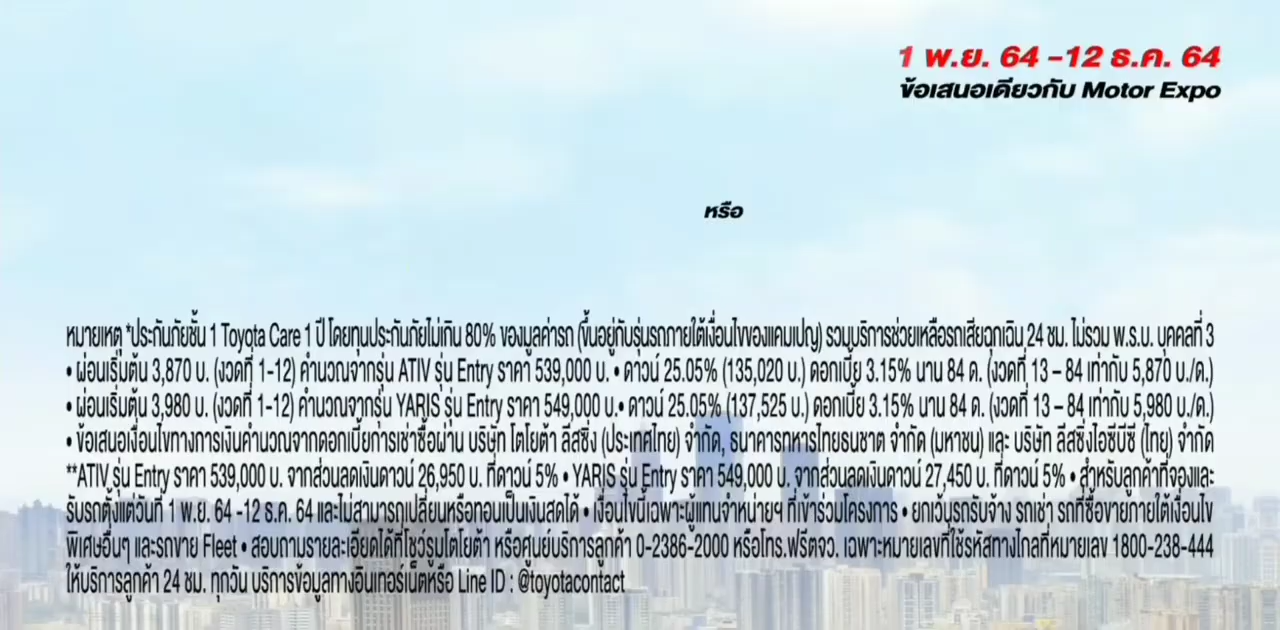 1 พ.ย. 64 –12 ธ.ค. 64
ข้อเสนอเดียวกับ Motor Expo
หรือ
หมายเหตุ *ประกันภัยชั้น 1 Toyota Care 1 ปี โดยทุนประกันภัยไม่เกิน 80% ของมูลค่ารถ (ขึ้นอยู่กับรุ่นรถภายใต้เงื่อนไขของแคมเปญ) รวมบริการช่วยเหลือรถเสียฉุกเฉิน 24 ชม. ไม่รวม พ.ร.บ. บุคคลที่ 3
• ผ่อนเริ่มต้น 3,870 บ. (งวดที่ 1-12) คำนวณจากรุ่น ATIV รุ่น Entry ราคา 539,000 บ. • ดาวน์ 25.05% (135,020 บ.) ดอกเบี้ย 3.15% นาน 84 ด. (งวดที่ 13 – 84 เท่ากับ 5,870 บ./ด.)
• ผ่อนเริ่มต้น 3,980 บ. (งวดที่ 1-12) คำนวณจากรุ่น YARIS รุ่น Entry ราคา 549,000 บ.• ดาวน์ 25.05% (137,525 บ.) ดอกเบี้ย 3.15% นาน 84 ด. (งวดที่ 13 – 84 เท่ากับ 5,980 บ./ด.)
• ข้อเสนอเงื่อนไขทางการเงินคำนวณจากดอกเบี้ยการเช่าซื้อผ่าน บริษัท โตโยต้า ลีสซิ่ง (ประเทศไทย) จำกัด, ธนาคารทหารไทยธนชาต จำกัด (มหาชน) และ บริษัท ลีสซิ่งไอซีบีซี (ไทย) จำกัด
**ATIV รุ่น Entry ราคา 539,000 บ. จากส่วนลดเงินดาวน์ 26,950 บ. ที่ดาวน์ 5% • YARIS รุ่น Entry ราคา 549,000 บ. จากส่วนลดเงินดาวน์ 27,450 บ. ที่ดาวน์ 5% • สำหรับลูกค้าที่จองและ
รับรถตั้งแต่วันที่ 1 พ.ย. 64 -12 ธ.ค. 64 และไม่สามารถเปลี่ยนหรือทอนเป็นเงินสดได้ • เงื่อนไขนี้เฉพาะผู้แทนจำหน่ายฯ ที่เข้าร่วมโครงการ • ยกเว้นรถรับจ้าง รถเช่า รถที่ซื้อขายภายใต้เงื่อนไข
พิเศษอื่นๆ และรถขาย Fleet • สอบถามรายละเอียดได้ที่โชว์รูมโตโยต้า หรือศูนย์บริการลูกค้า 0-2386-2000 หรือโทร.ฟรีตจว. เฉพาะหมายเลขที่ใช้รหัสทางไกลที่หมายเลข 1800-238-444
ให้บริการลูกค้า 24 ชม. ทุกวัน บริการข้อมูลทางอินเทอร์เน็ตหรือ Line ID : @toyotacontact